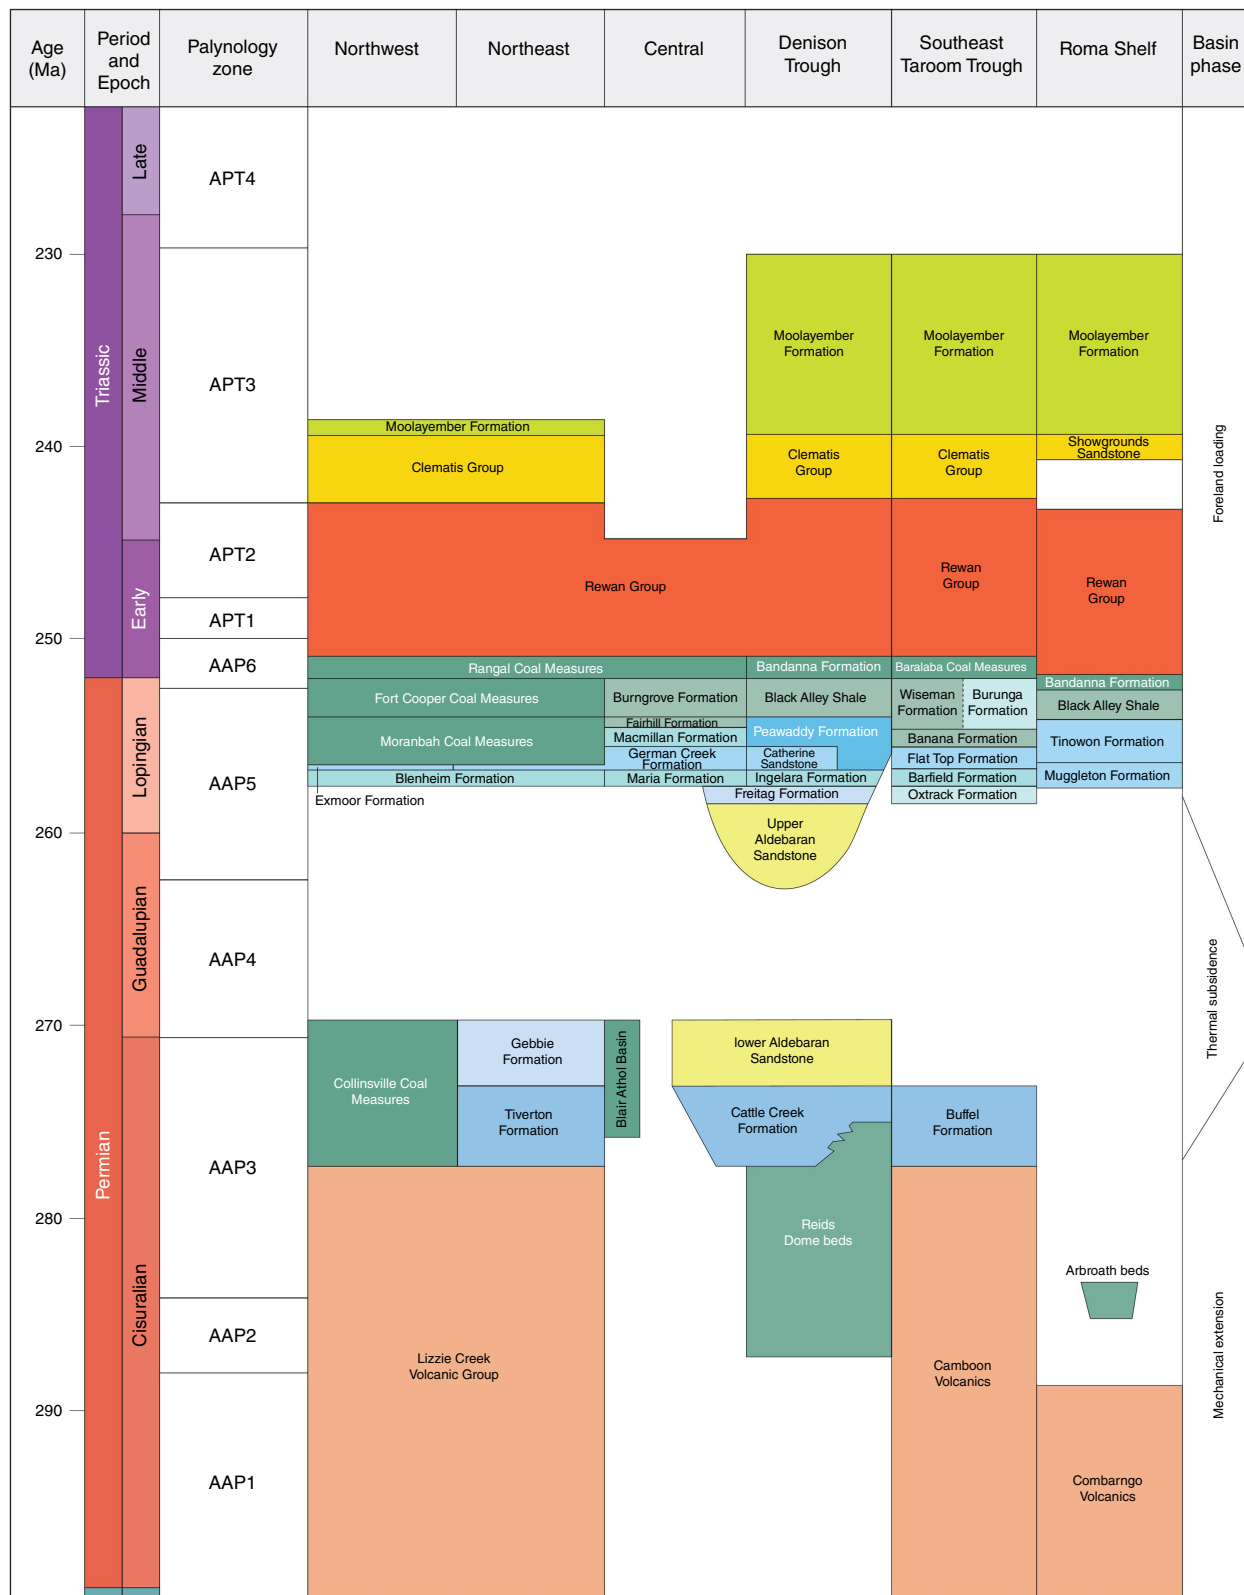 Age
(Ma)
Period
and
Epoch
Palynology
zone
Northwest
Northeast
Central
Denison
Trough
Southeast
Taroom Trough
Roma Shelf
Basin
phase
230
240
250
260
270
280
290
Triassic
Permian
Late
Middle
Early
Lopingian
Guadalupian
Cisuralian
APT4
APT3
APT2
APT1
AAP6
AAP5
AAP4
AAP3
AAP2
AAP1
Moolayember
Formation
Moolayember
Formation
Moolayember
Formation
Moolayember Formation
Clematis Group
Clematis
Group
Clematis
Group
Showgrounds
Sandstone
Rewan Group
Rewan
Group
Rewan
Group
Rangal Coal Measures
Bandanna Formation
Baralaba Coal Measures
Bandanna Formation
Fort Cooper Coal Measures
Burngrove Formation
Black Alley Shale
Wiseman
Formation
Burunga
Formation
Black Alley Shale
Fairhill Formation
Moranbah Coal Measures
Macmillan Formation
Peawaddy Formation
Banana Formation
Tinowon Formation
German Creek
Formation
Catherine
Sandstone
Flat Top Formation
Blenheim Formation
Maria Formation
Ingelara Formation
Barfield Formation
Muggleton Formation
Exmoor Formation
Freitag Formation
Oxtrack Formation
Upper
Aldebaran
Sandstone
Collinsville Coal
Measures
Gebbie
Formation
Tiverton
Formation
Blair Athol Basin
lower Aldebaran
Sandstone
Cattle Creek
Formation
Buffel
Formation
Reids
Dome beds
Arbroath beds
Lizzie Creek
Volcanic Group
Camboon
Volcanics
Combarngo
Volcanics
Foreland loading
Thermal subsidence
Mechanical extension